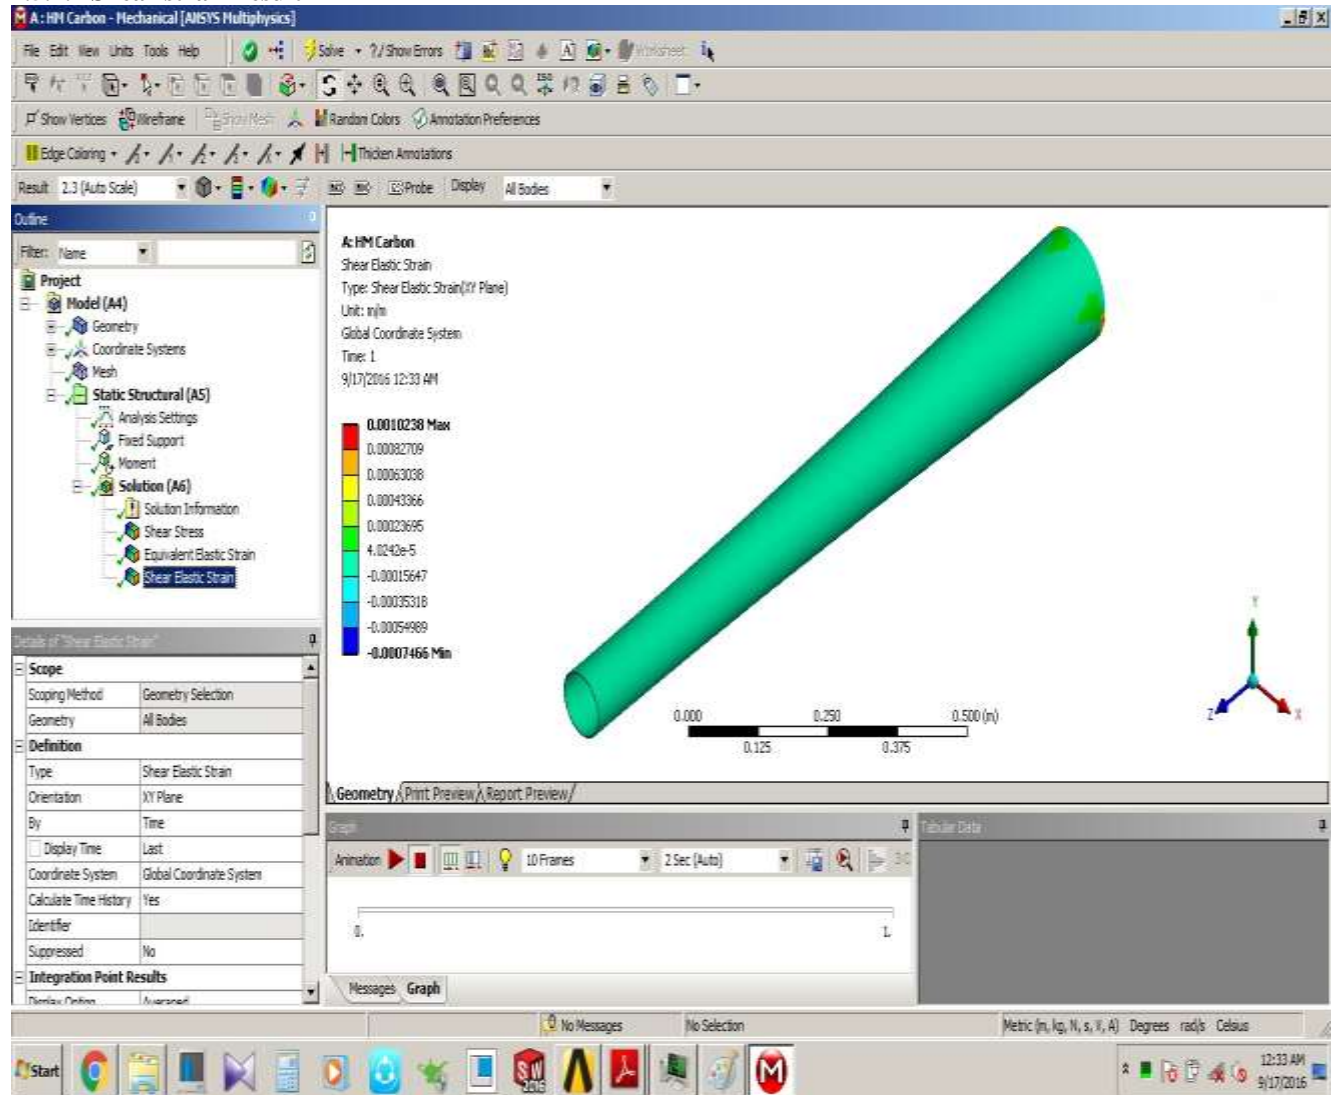 A : HM Carbon - Mechanical [ANSYS Multiphysics]
File Edit View Units Tools Help Solve ?/ Show Errors Worksheet
Show Vertices Wireframe Show Mesh Random Colors Annotation Preferences
Edge Coloring Thicken Annotations
Result 2.3 (Auto Scale) Probe Display All Bodies
Outline
Filter: Name
Project
Model (A4)
Geometry
Coordinate Systems
Mesh
Static Structural (A5)
Analysis Settings
Fixed Support
Moment
Solution (A6)
Solution Information
Shear Stress
Equivalent Elastic Strain
Shear Elastic Strain
A: HM Carbon
Shear Elastic Strain
Type: Shear Elastic Strain(XY Plane)
Unit: m/m
Global Coordinate System
Time: 1
9/17/2016 12:33 AM
0.0010238 Max
0.00082709
0.00063038
0.00043366
0.00023695
4.0242e-5
-0.00015647
-0.00035318
-0.00054989
-0.0007466 Min
0.000 0.250 0.500 (m)
0.125 0.375
Y
Z X
Geometry Print Preview Report Preview
Details of "Shear Elastic Strain"
Scope
Scoping Method Geometry Selection
Geometry All Bodies
Definition
Type Shear Elastic Strain
Orientation XY Plane
By Time
Display Time Last
Coordinate System Global Coordinate System
Calculate Time History Yes
Identifier
Suppressed No
Integration Point Results
Display Option Averaged
Graph
Animation 10 Frames 2 Sec (Auto)
0. 1.
Messages Graph
Tabular Data
No Messages No Selection Metric (m, kg, N, s, V, A) Degrees rad/s Celsius
Start
SW
2016
M
12:33 AM
9/17/2016